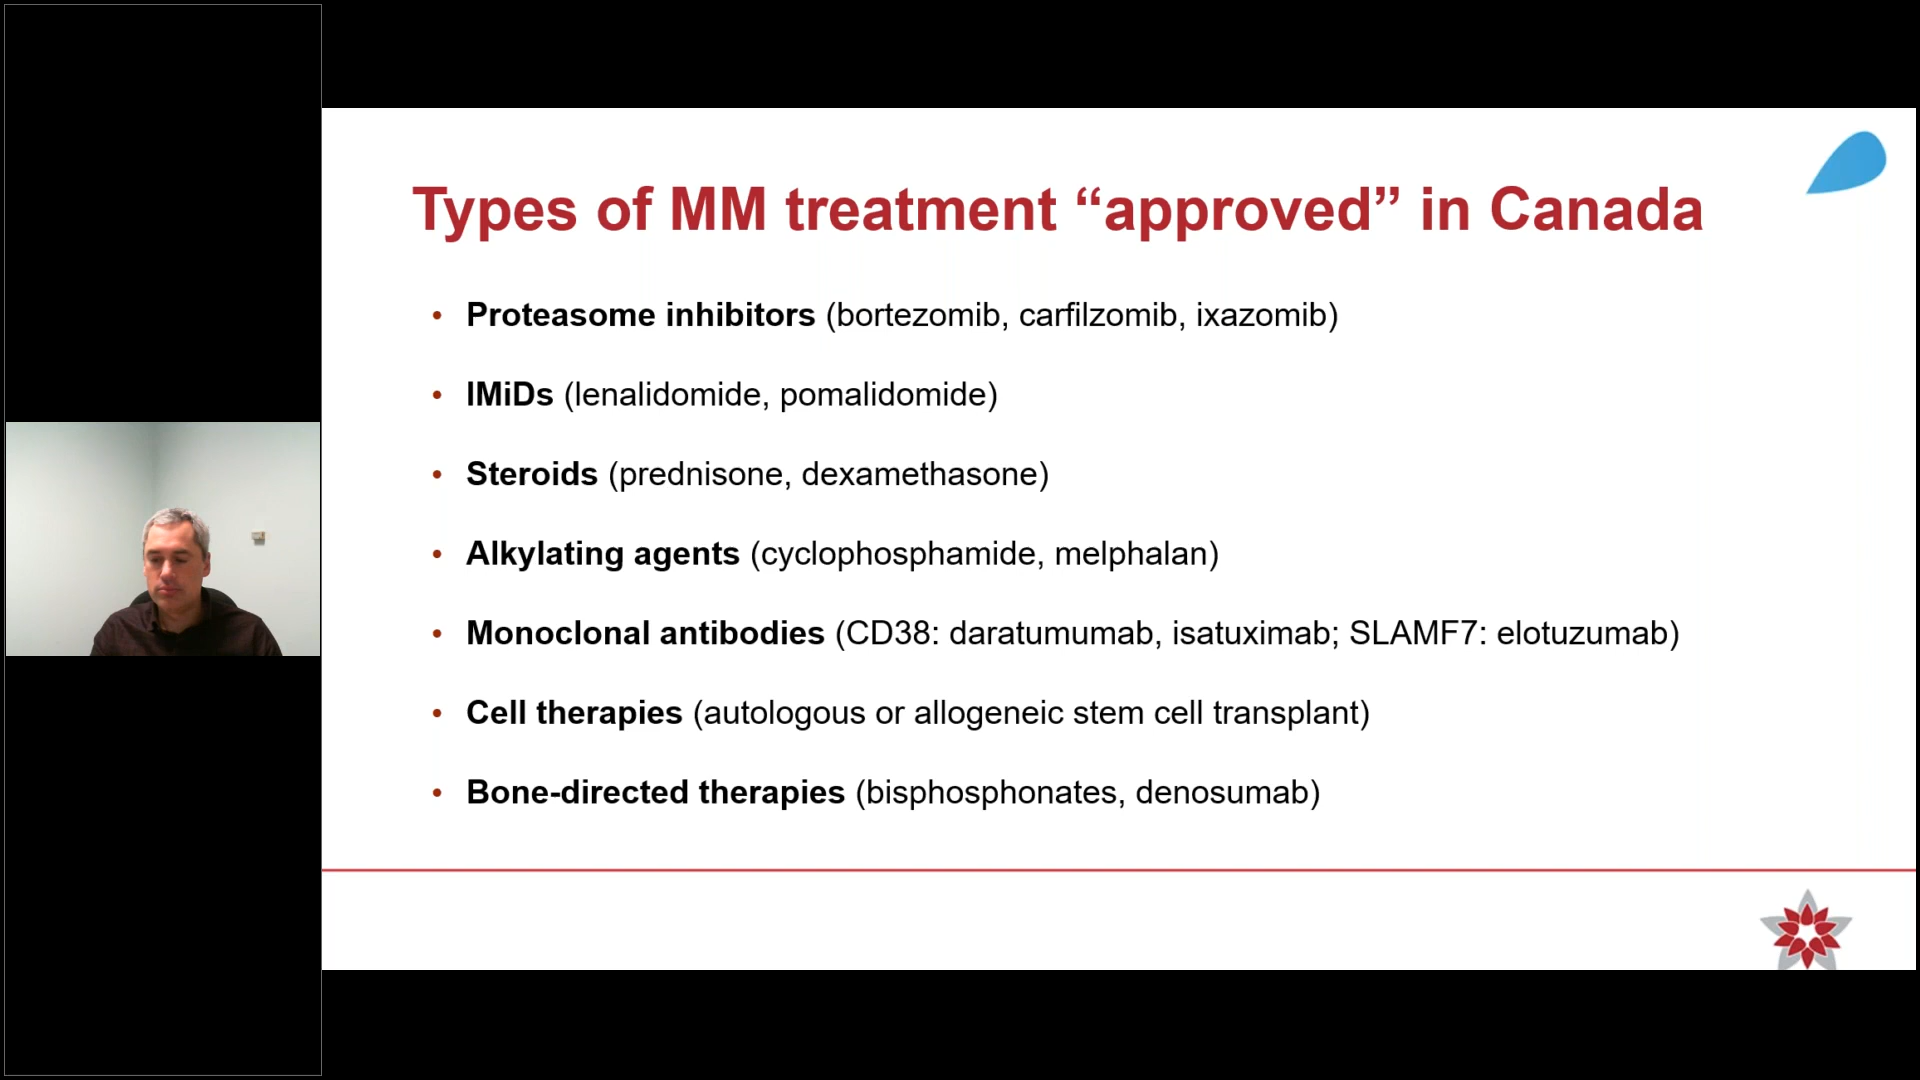 Types of MM treatment “approved” in Canada
• Proteasome inhibitors (bortezomib, carfilzomib, ixazomib)
• IMiDs (lenalidomide, pomalidomide)
• Steroids (prednisone, dexamethasone)
• Alkylating agents (cyclophosphamide, melphalan)
• Monoclonal antibodies (CD38: daratumumab, isatuximab; SLAMF7: elotuzumab)
• Cell therapies (autologous or allogeneic stem cell transplant)
• Bone-directed therapies (bisphosphonates, denosumab)